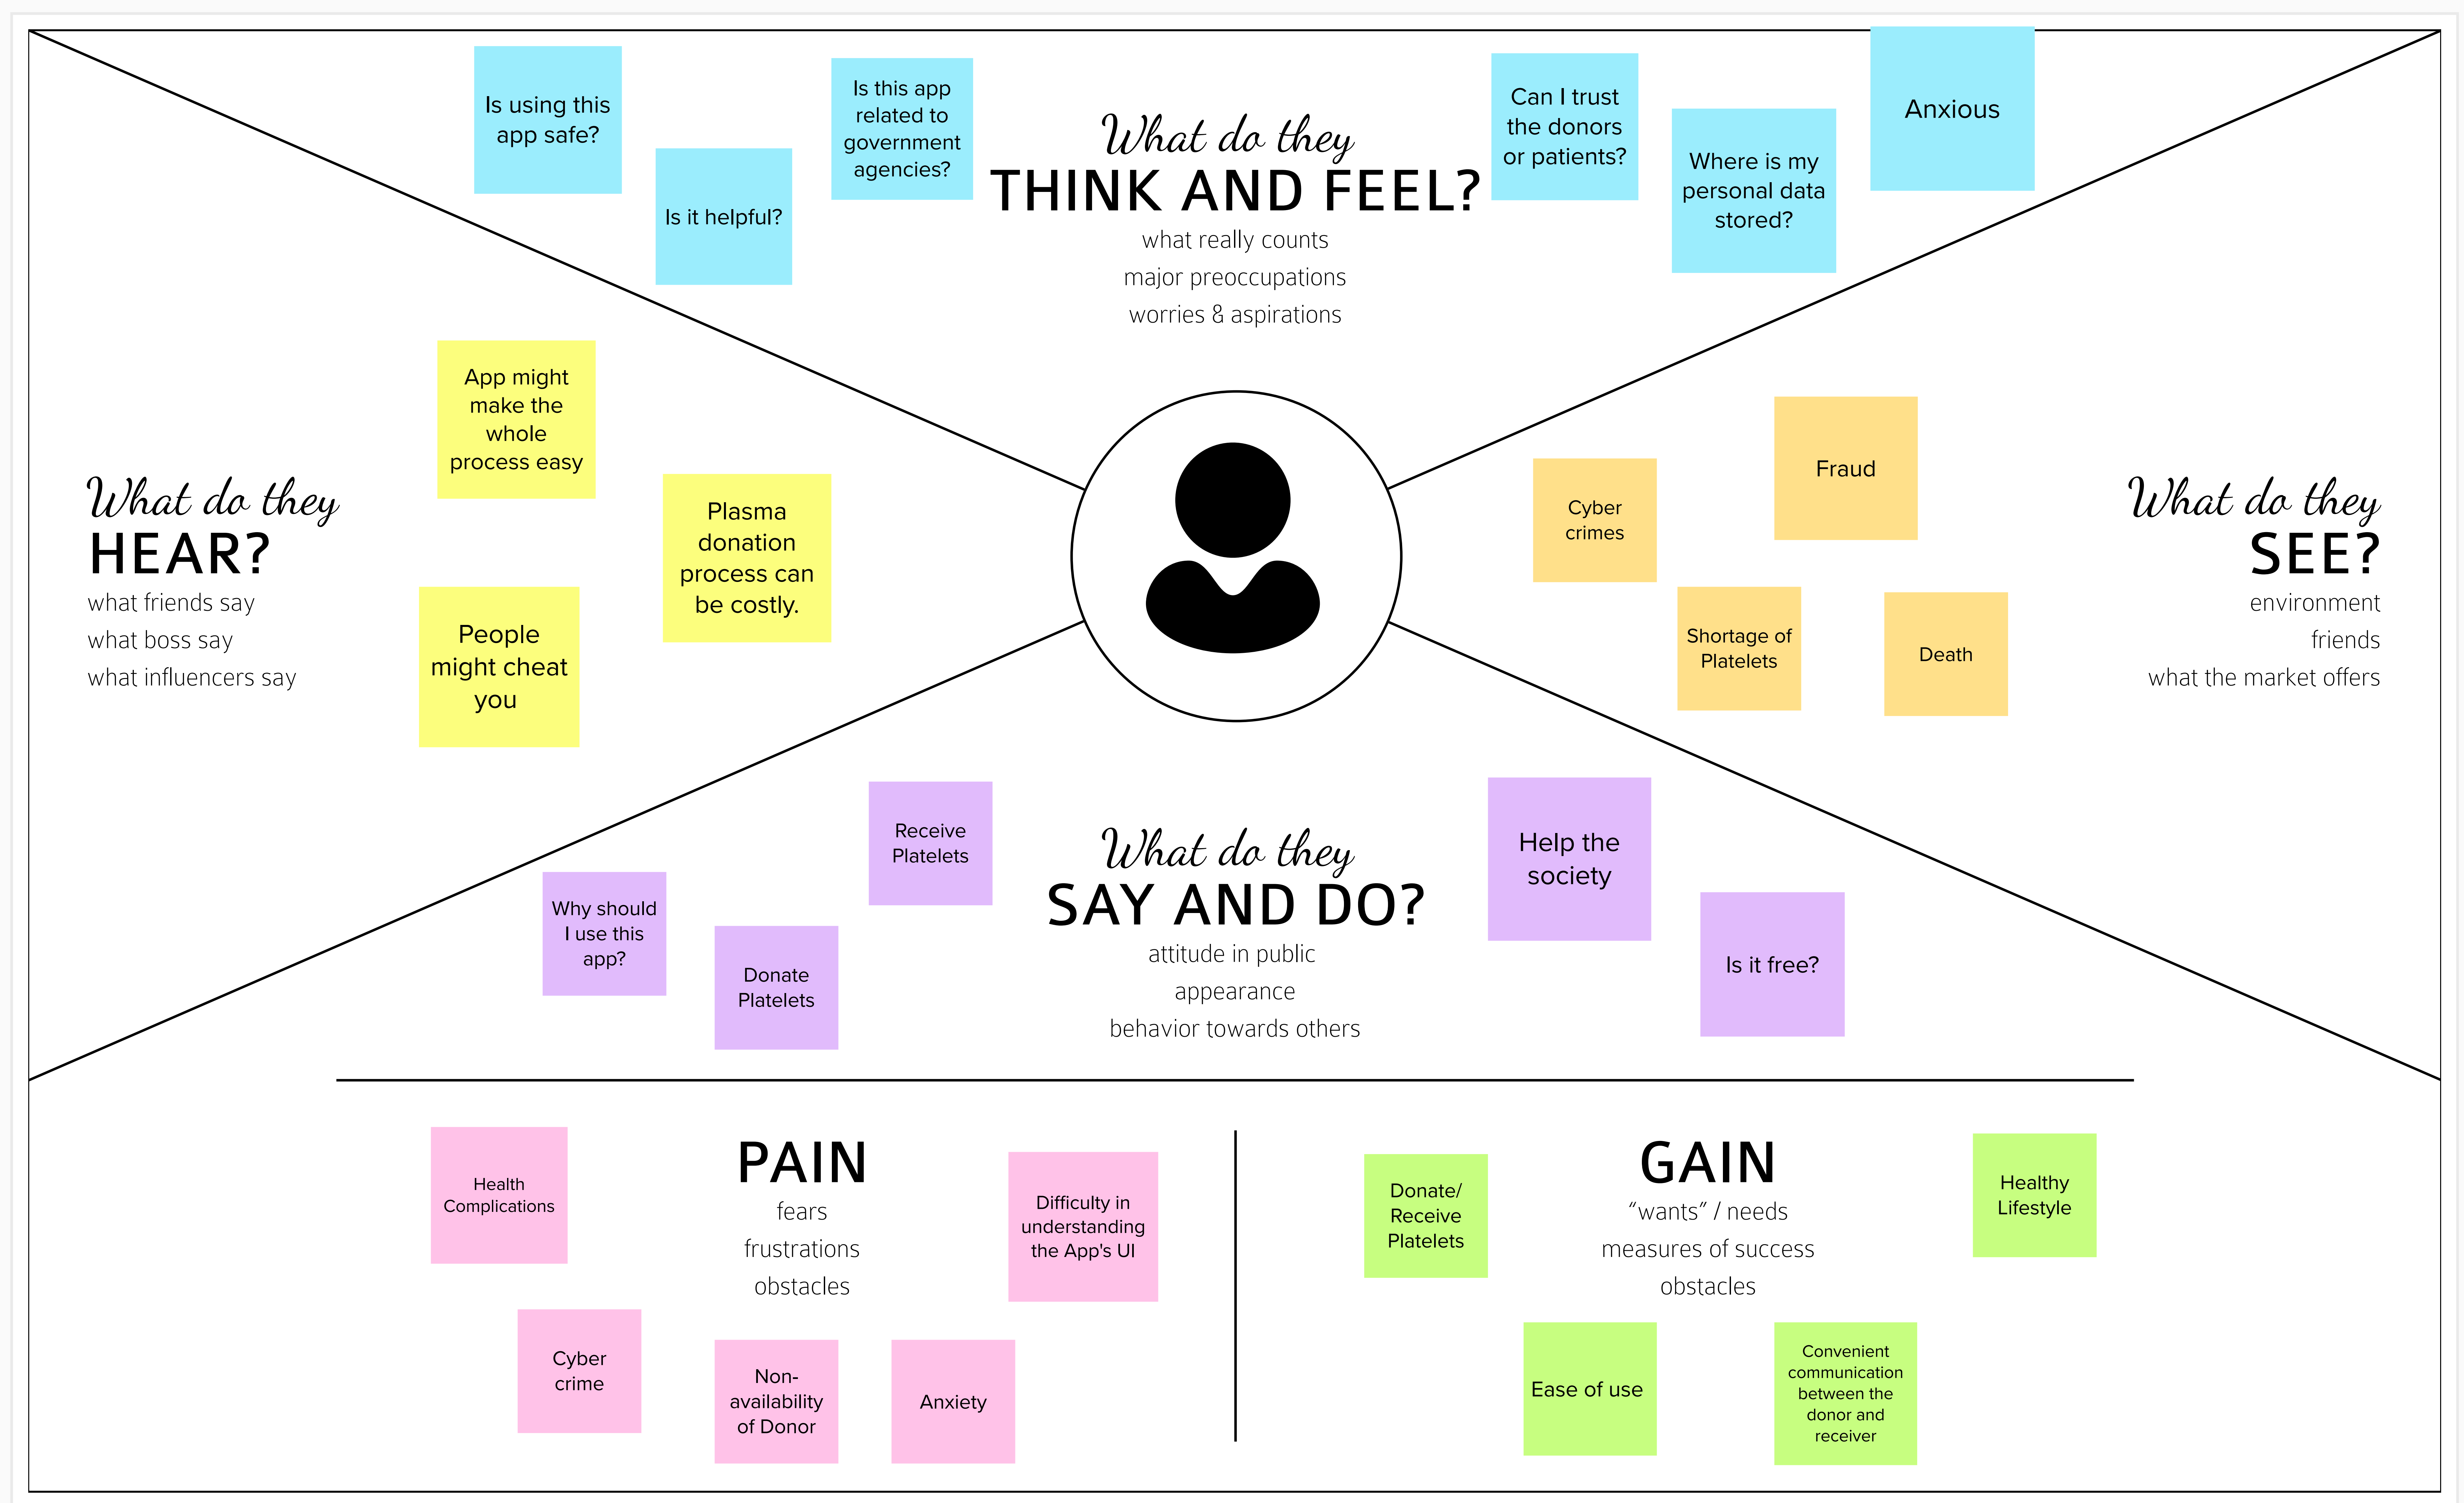 Is using this
app safe?
Is it helpful?
Is this app
related to
government
agencies?
What do they
THINK AND FEEL?
what really counts
major preoccupations
worries & aspirations
Can I trust
the donors
or patients?
Where is my
personal data
stored?
Anxious
What do they
HEAR?
what friends say
what boss say
what influencers say
App might
make the
whole
process easy
Plasma
donation
process can
be costly.
People
might cheat
you
Cyber
crimes
Fraud
Shortage of
Platelets
Death
What do they
SEE?
environment
friends
what the market offers
Receive
Platelets
Why should
I use this
app?
Donate
Platelets
What do they
SAY AND DO?
attitude in public
appearance
behavior towards others
Help the
society
Is it free?
Health
Complications
PAIN
fears
frustrations
obstacles
Difficulty in
understanding
the App's UI
Cyber
crime
Non-
availability
of Donor
Anxiety
Donate/
Receive
Platelets
GAIN
“wants” / needs
measures of success
obstacles
Healthy
Lifestyle
Ease of use
Convenient
communication
between the
donor and
receiver